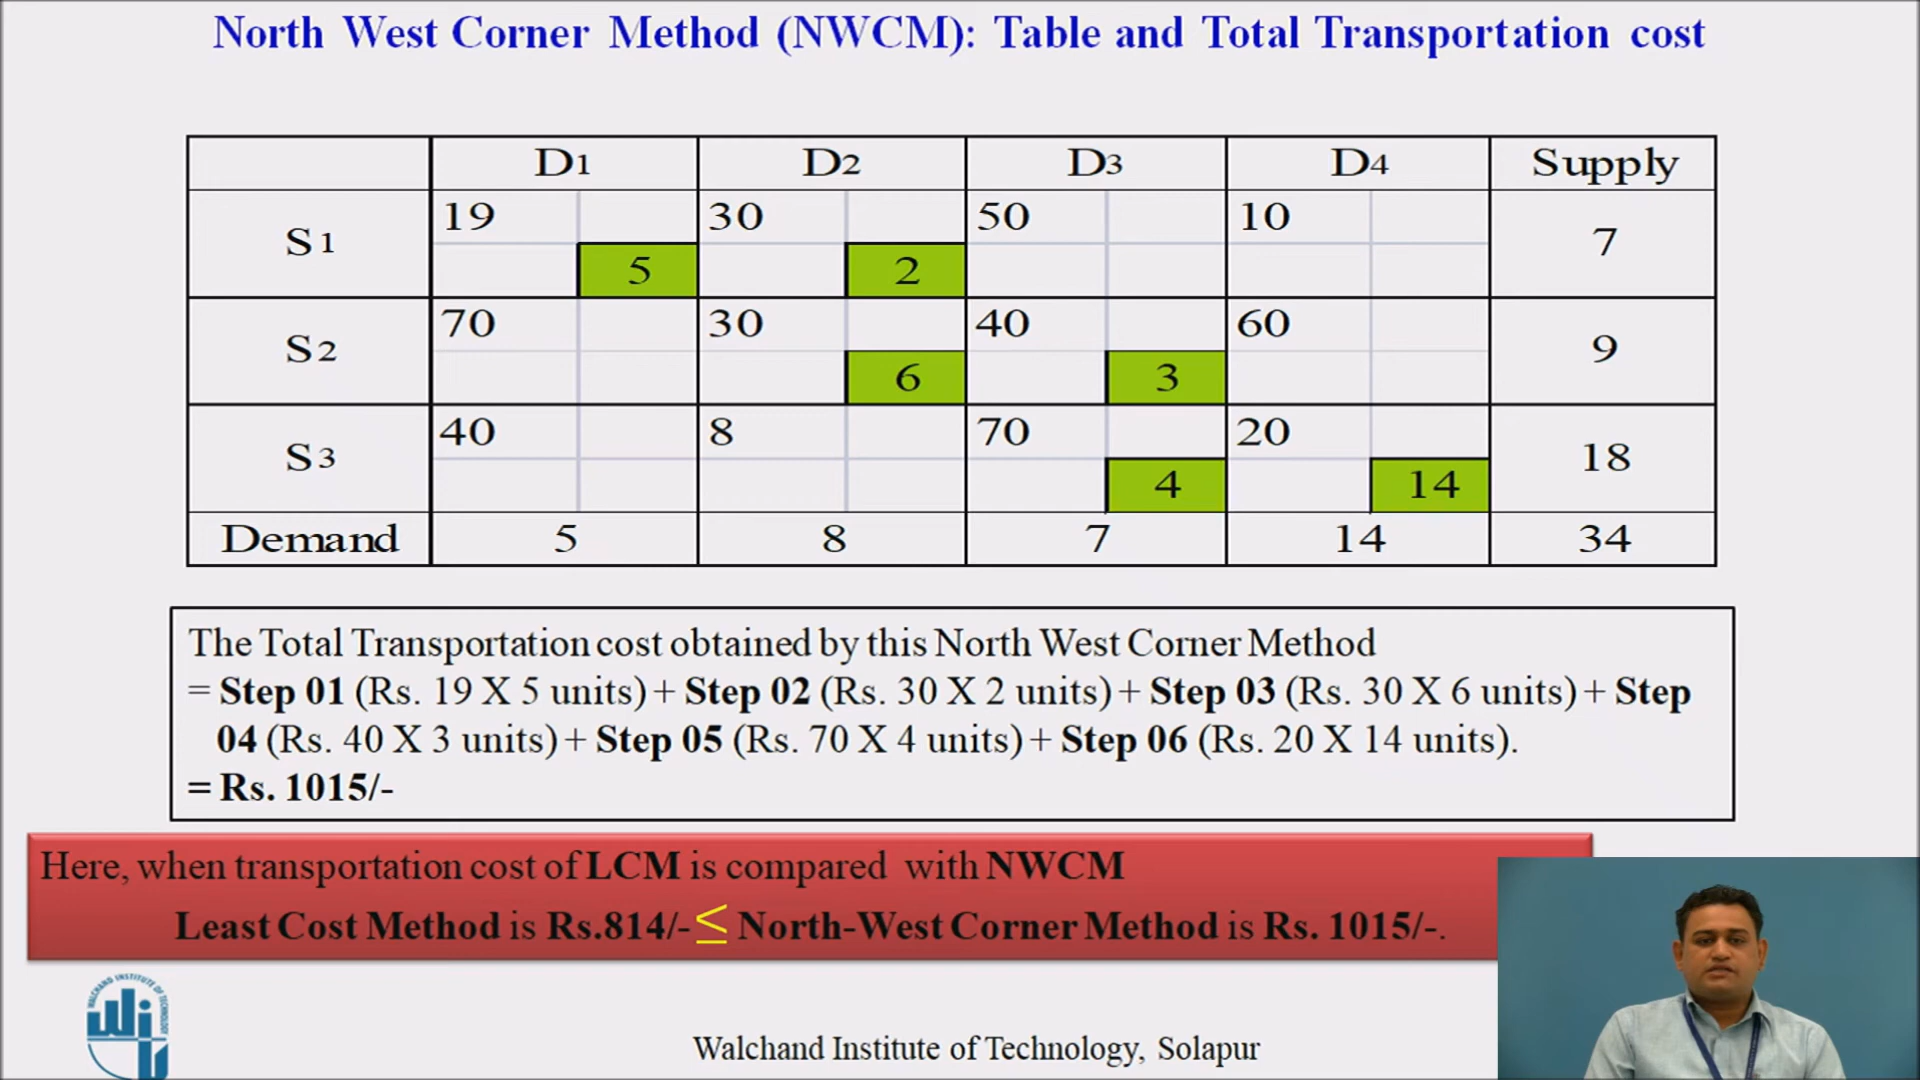 North West Corner Method (NWCM): Table and Total Transportation cost
D1 D2 D3 D4 Supply
S1 19 5 30 2 50 10 7
S2 70 30 6 40 3 60 9
S3 40 8 70 4 20 14 18
Demand 5 8 7 14 34
The Total Transportation cost obtained by this North West Corner Method
= Step 01 (Rs. 19 X 5 units) + Step 02 (Rs. 30 X 2 units) + Step 03 (Rs. 30 X 6 units) + Step
04 (Rs. 40 X 3 units) + Step 05 (Rs. 70 X 4 units) + Step 06 (Rs. 20 X 14 units).
= Rs. 1015/-
Here, when transportation cost of LCM is compared with NWCM
Least Cost Method is Rs.814/- ≤ North-West Corner Method is Rs. 1015/-.
WALCHAND INSTITUTE OF TECHNOLOGY
Walchand Institute of Technology, Solapur